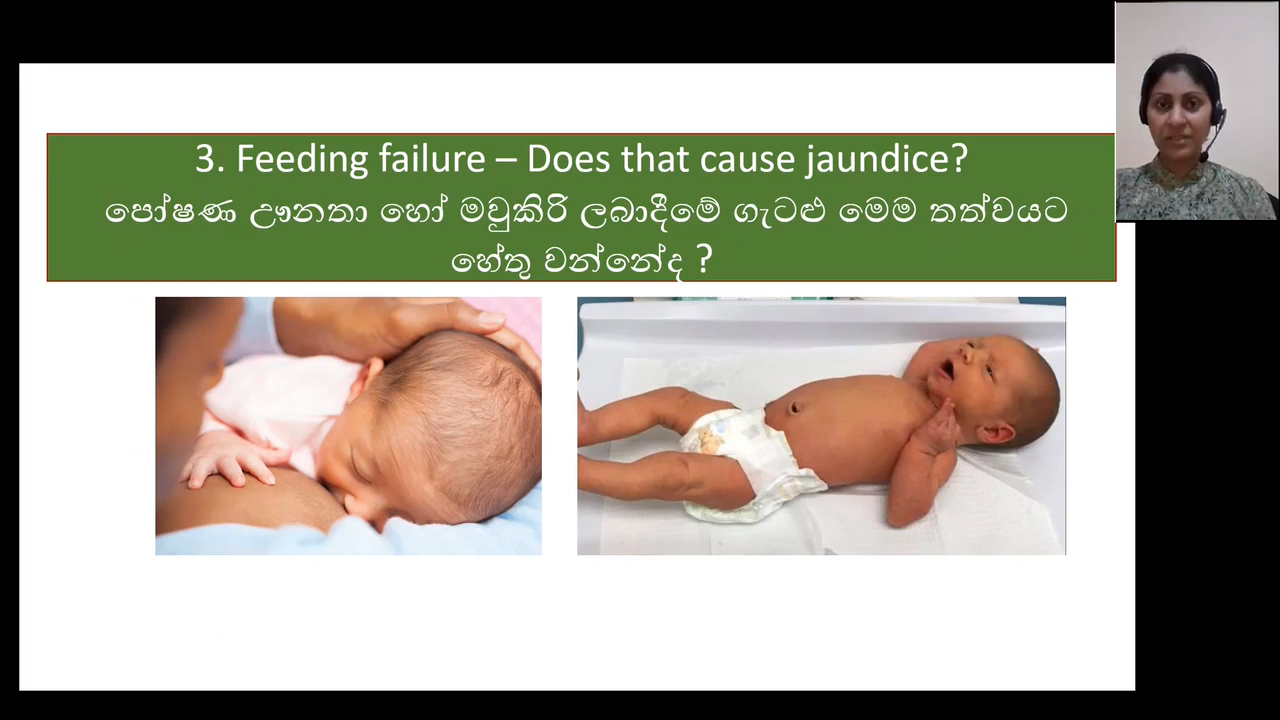 3. Feeding failure – Does that cause jaundice?
පෝෂණ ඌනතා හෝ මවුකිරි ලබාදීමේ ගැටළු මෙම තත්වයට
හේතු වන්නේද ?